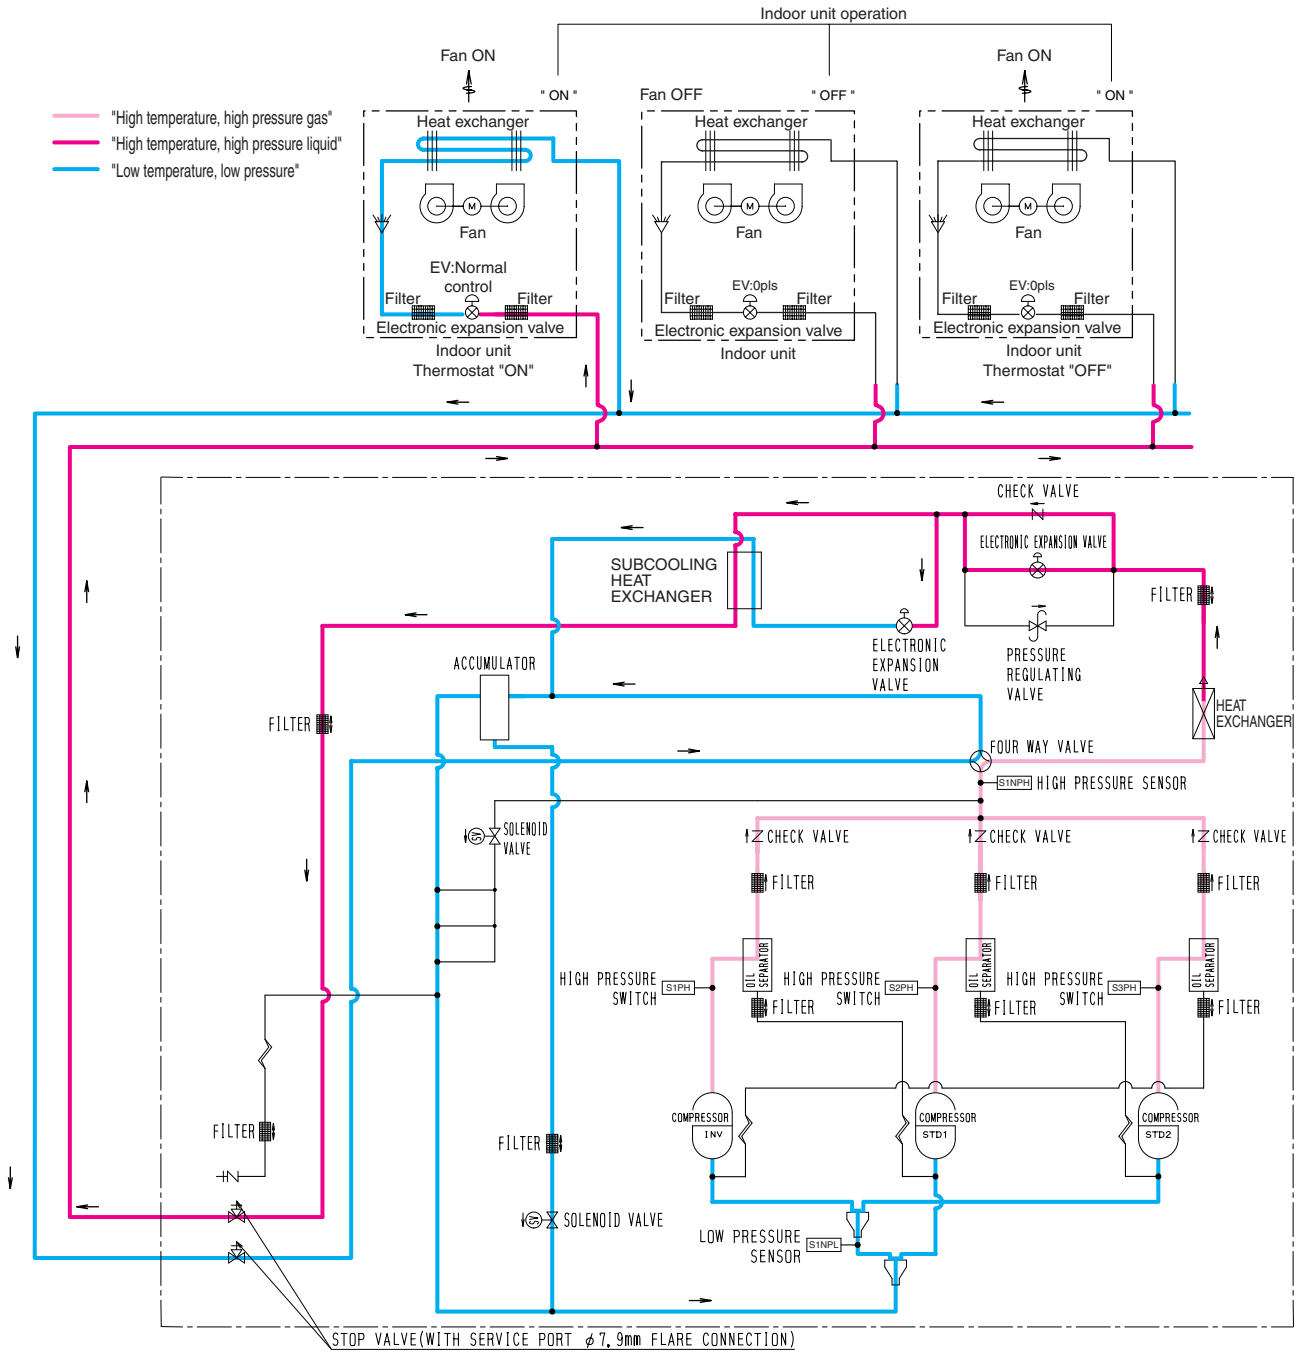 Indoor unit operation
Fan ON
Fan ON
" ON "
Fan OFF
" OFF "
" ON "
"High temperature, high pressure gas"
"High temperature, high pressure liquid"
"Low temperature, low pressure"
Heat exchanger
M
Fan
EV:Normal
control
Filter
Filter
Electronic expansion valve
Indoor unit
Thermostat "ON"
Heat exchanger
M
Fan
EV:0pls
Filter
Filter
Electronic expansion valve
Indoor unit
Heat exchanger
M
Fan
EV:0pls
Filter
Filter
Electronic expansion valve
Indoor unit
Thermostat "OFF"
CHECK VALVE
ELECTRONIC EXPANSION VALVE
SUBCOOLING
HEAT
EXCHANGER
FILTER
ELECTRONIC
EXPANSION
VALVE
PRESSURE
REGULATING
VALVE
ACCUMULATOR
HEAT
EXCHANGER
FILTER
FOUR WAY VALVE
S1NPH
HIGH PRESSURE SENSOR
SV
SOLENOID
VALVE
CHECK VALVE
CHECK VALVE
CHECK VALVE
FILTER
FILTER
FILTER
OIL
SEPARATOR
OIL
SEPARATOR
OIL
SEPARATOR
HIGH PRESSURE
SWITCH
S1PH
HIGH PRESSURE
SWITCH
S2PH
HIGH PRESSURE
SWITCH
S3PH
FILTER
FILTER
FILTER
COMPRESSOR
INV
COMPRESSOR
STD1
COMPRESSOR
STD2
FILTER
FILTER
SV
SOLENOID VALVE
LOW PRESSURE
SENSOR
S1NPL
STOP VALVE(WITH SERVICE PORT φ7,9mm FLARE CONNECTION)